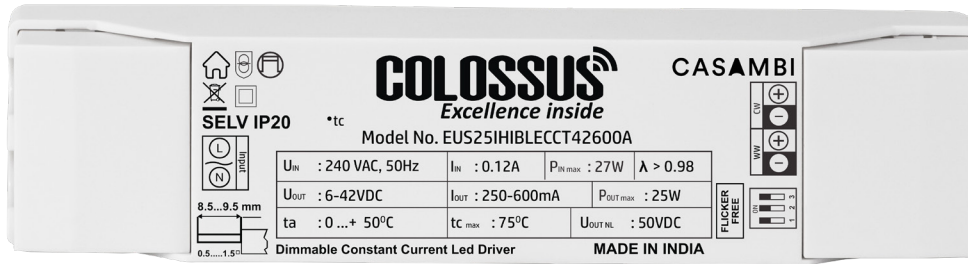 COLOSSUS
Excellence inside
CASAMBI
SELV IP20
•tc
Model No. EUS25IHIBLECCT42600A
L
N
Input
UIN : 240 VAC, 50Hz IIN : 0.12A PIN max : 27W λ > 0.98
UOUT : 6-42VDC IOUT : 250-600mA POUT max : 25W
ta : 0 ...+ 50⁰C tc max : 75⁰C UOUT NL : 50VDC
8.5...9.5 mm
0.5.....1.5□
Dimmable Constant Current Led Driver
MADE IN INDIA
FLICKER
FREE
CW
+
-
WW
+
-
ON
1 2 3